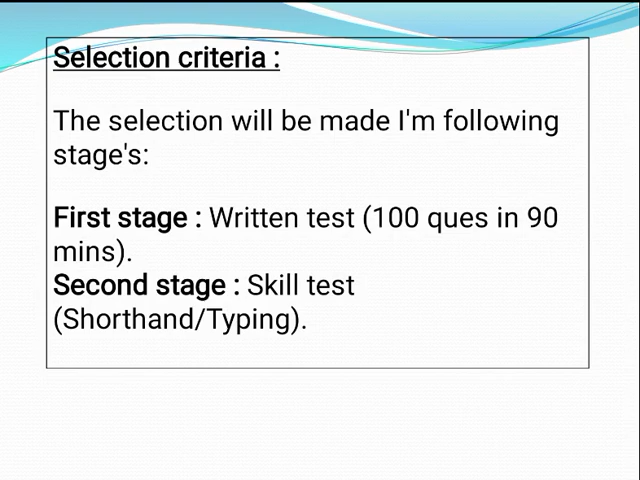 Selection criteria :
The selection will be made I'm following
stage's:
First stage : Written test (100 ques in 90
mins).
Second stage : Skill test
(Shorthand/Typing).